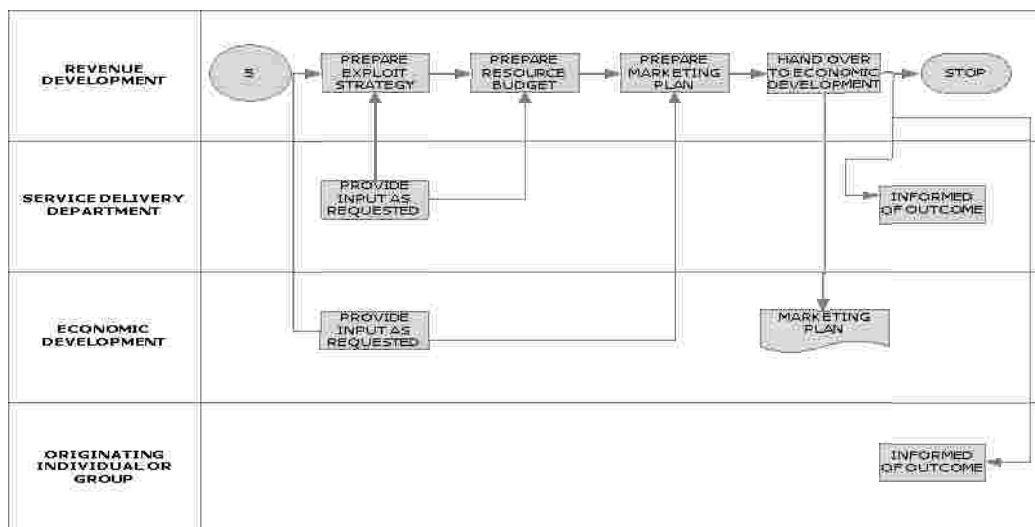 REVENUE
DEVELOPMENT
S
PREPARE
EXPLOIT
STRATEGY
PREPARE
RESOURCE
BUDGET
PREPARE
MARKETING
PLAN
HAND OVER
TO ECONOMIC
DEVELOPMENT
STOP
SERVICE DELIVERY
DEPARTMENT
PROVIDE
INPUT AS
REQUESTED
INFORMED
OF OUTCOME
ECONOMIC
DEVELOPMENT
PROVIDE
INPUT AS
REQUESTED
MARKETING
PLAN
ORIGINATING
INDIVIDUAL OR
GROUP
INFORMED
OF OUTCOME